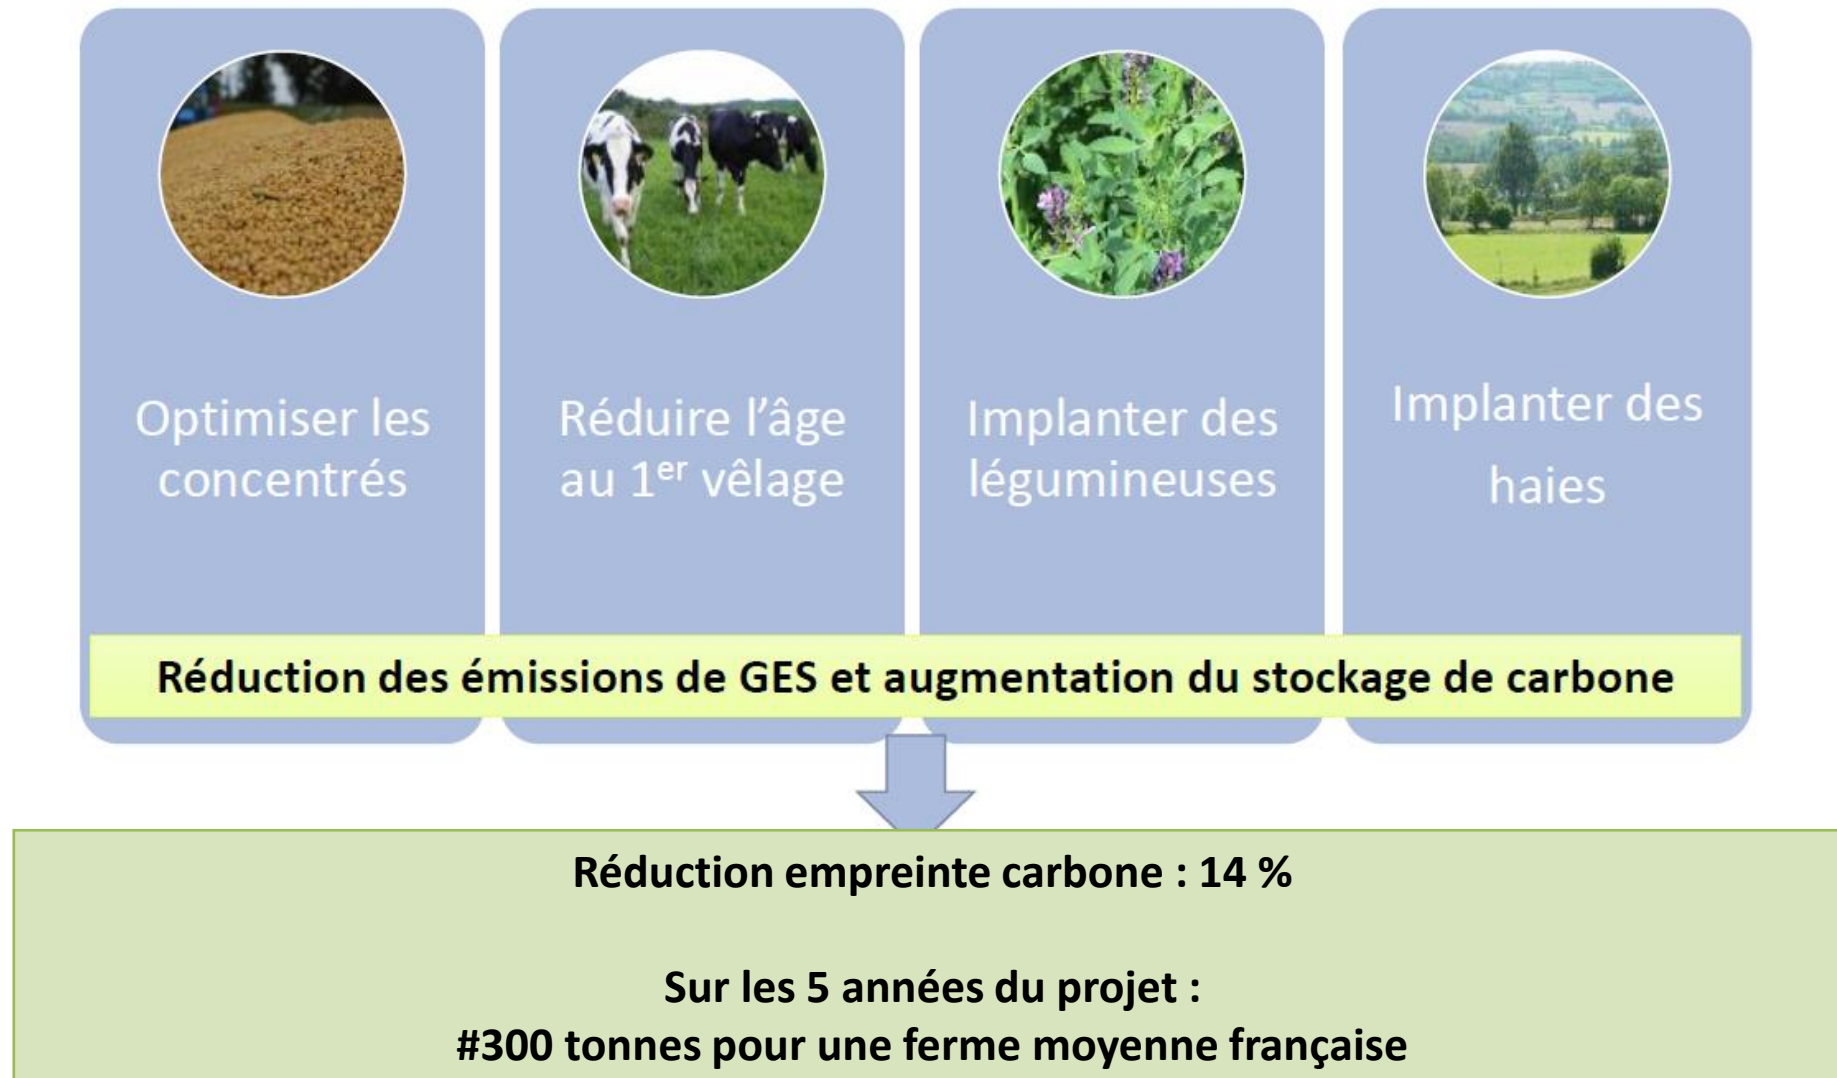 Optimiser les
concentrés
Réduire l’âge
au 1er vêlage
Implanter des
légumineuses
Implanter des
haies
Réduction des émissions de GES et augmentation du stockage de carbone
Réduction empreinte carbone : 14 %
Sur les 5 années du projet :
#300 tonnes pour une ferme moyenne française